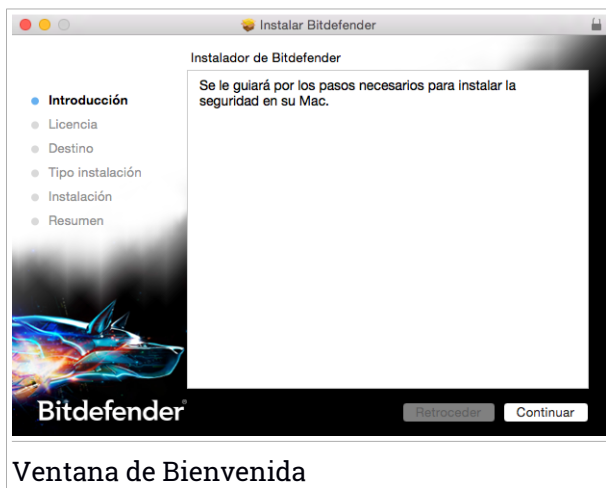 Instalar Bitdefender
Instalador de Bitdefender
Introducción
Licencia
Destino
Tipo instalación
Instalación
Resumen
Se le guiará por los pasos necesarios para instalar la
seguridad en su Mac.
Bitdefender®
Retroceder
Continuar
Ventana de Bienvenida